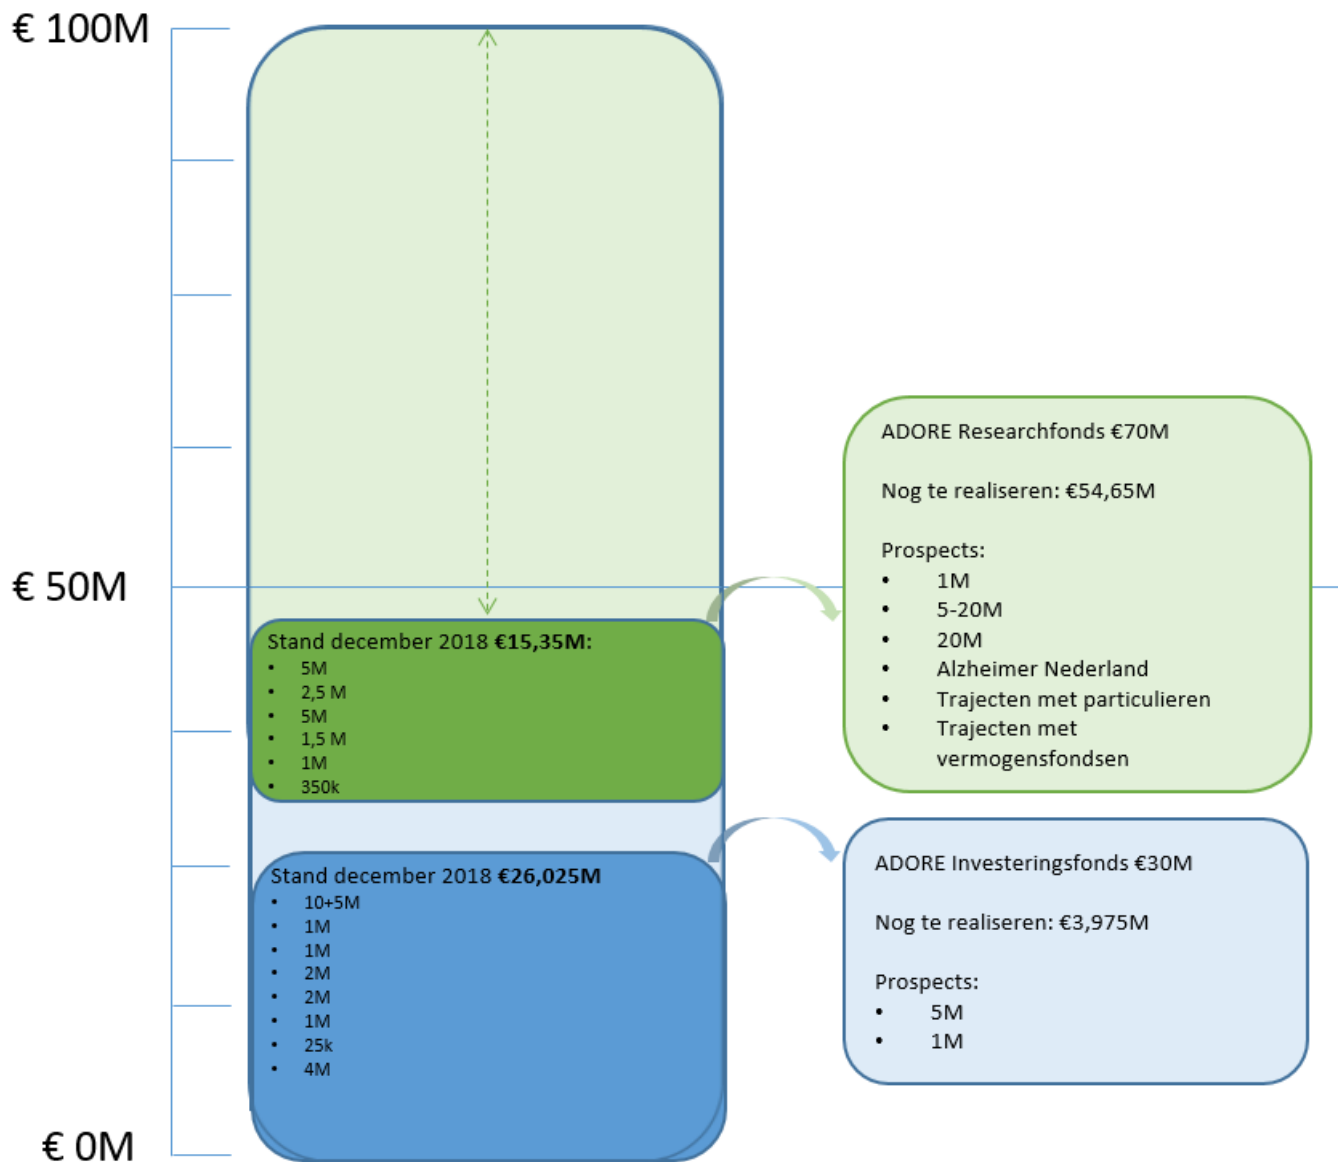 € 100M
€ 50M
€ 0M
Stand december 2018 €15,35M:
• 5M
• 2,5 M
• 5M
• 1,5 M
• 1M
• 350k
Stand december 2018 €26,025M
• 10+5M
• 1M
• 1M
• 2M
• 2M
• 1M
• 25k
• 4M
ADORE Researchfonds €70M
Nog te realiseren: €54,65M
Prospects:
• 1M
• 5-20M
• 20M
• Alzheimer Nederland
• Trajecten met particulieren
• Trajecten met
vermogensfondsen
ADORE Investeringsfonds €30M
Nog te realiseren: €3,975M
Prospects:
• 5M
• 1M